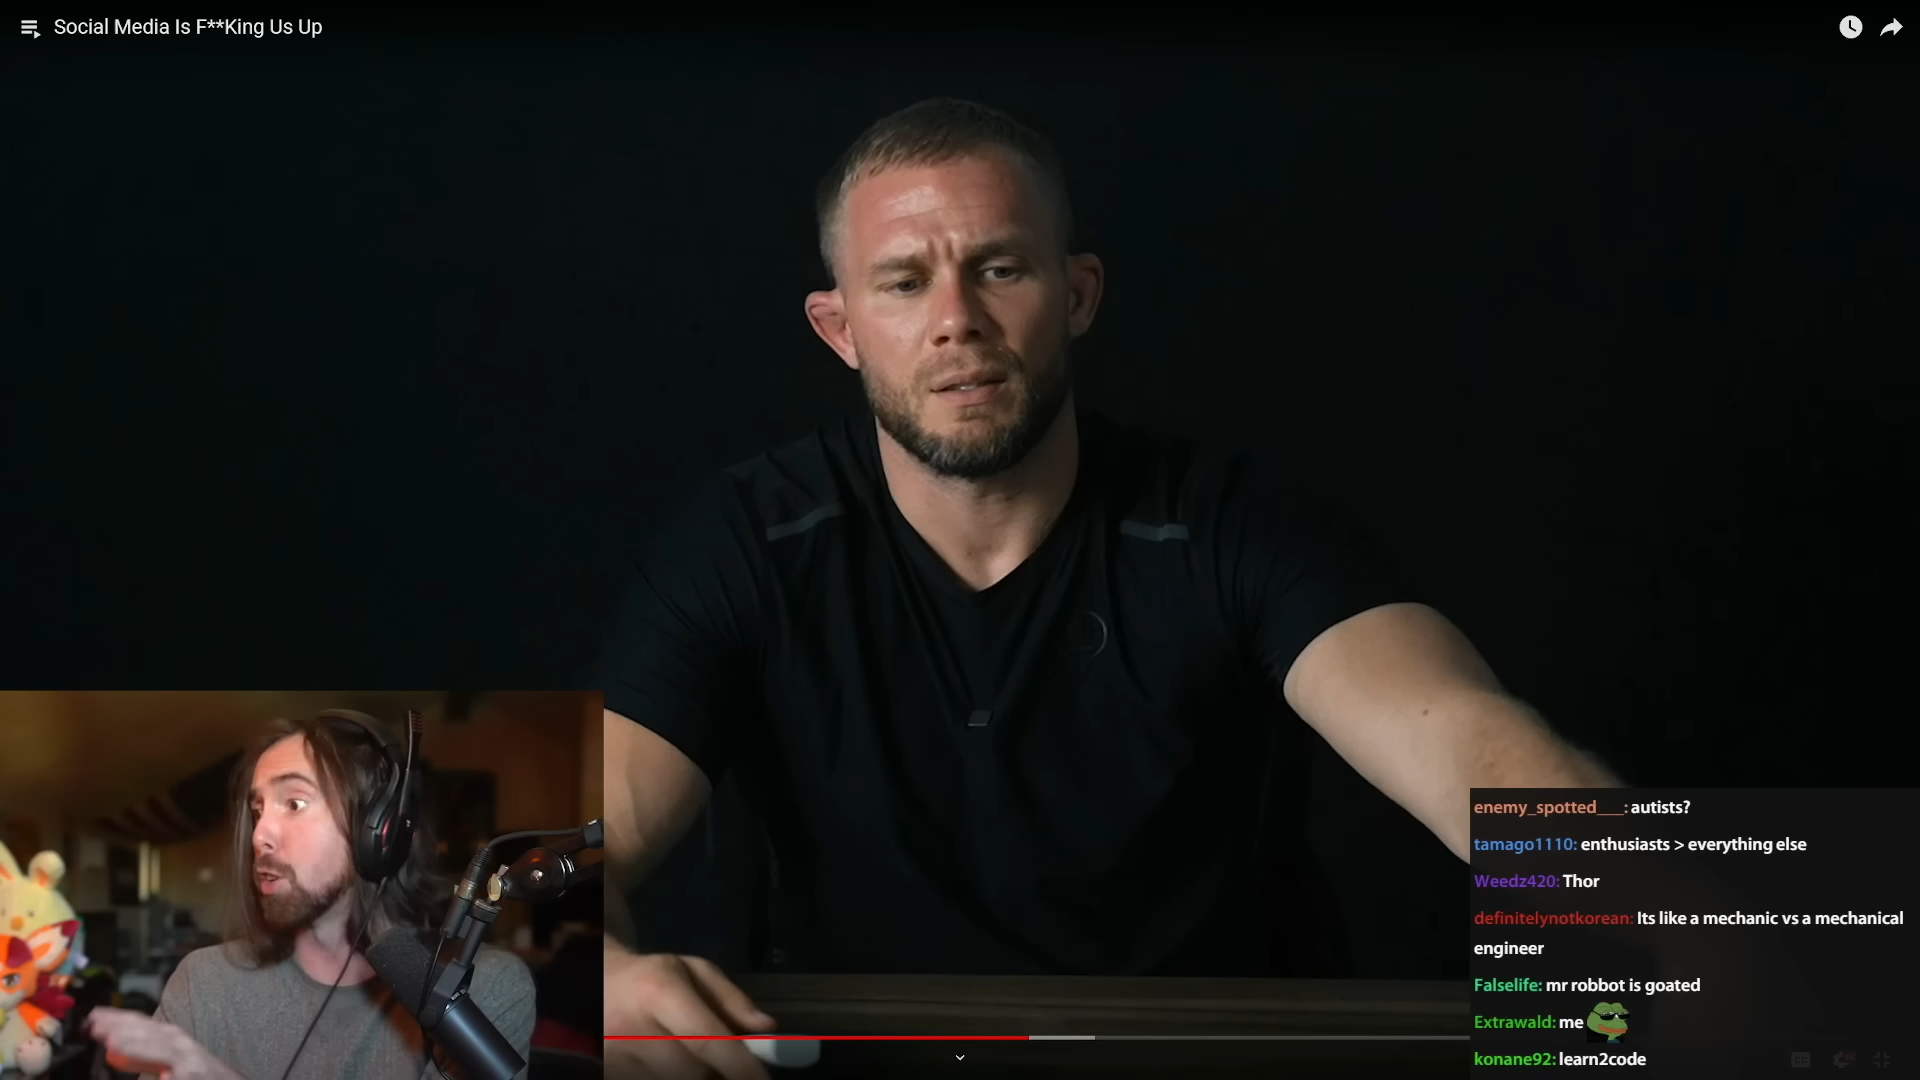 Social Media Is F**King Us Up
enemy_spotted___: autists?
tamago1110: enthusiasts > everything else
Weedz420: Thor
definitelynotkorean: Its like a mechanic vs a mechanical
engineer
Falselife: mr robbot is goated
Extrawald: me
konane92: learn2code
CC